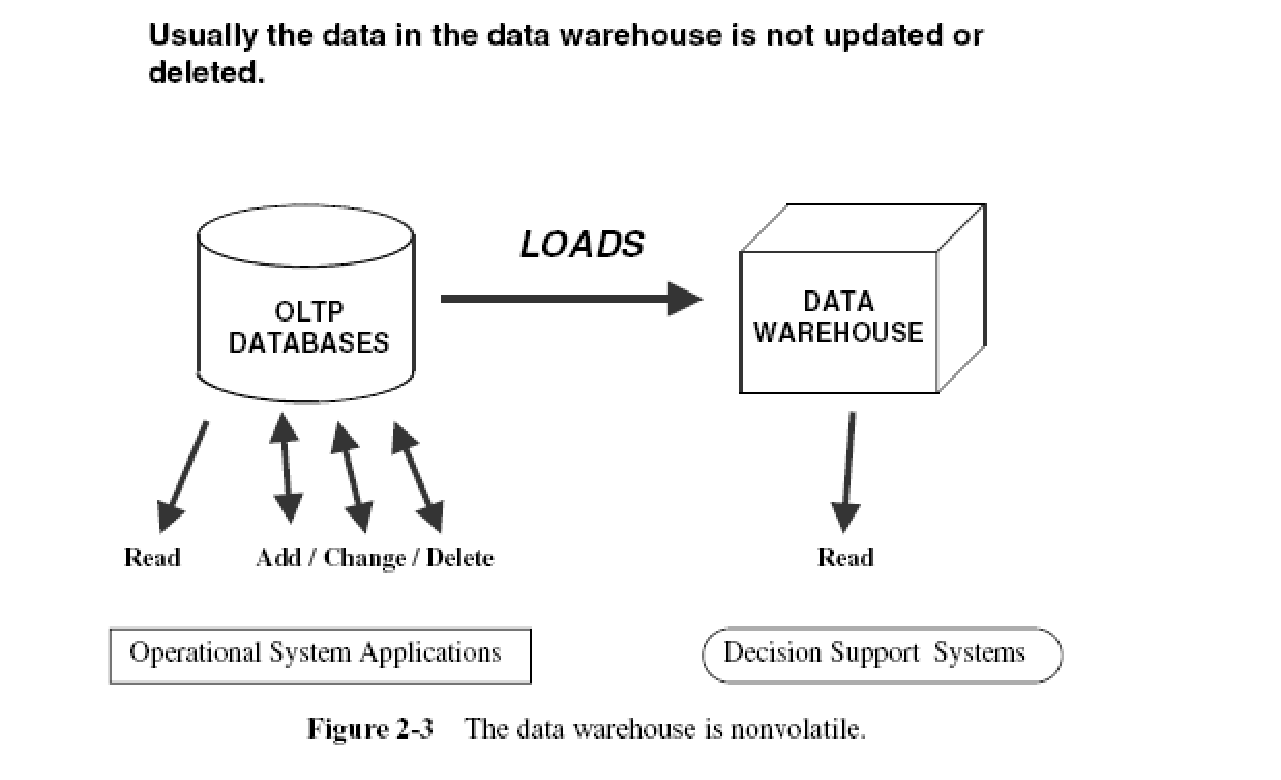 Usually the data in the data warehouse is not updated or
deleted.
LOADS
OLTP
DATABASES
DATA
WAREHOUSE
Read
Add / Change / Delete
Read
Operational System Applications
Decision Support Systems
Figure 2-3 The data warehouse is nonvolatile.